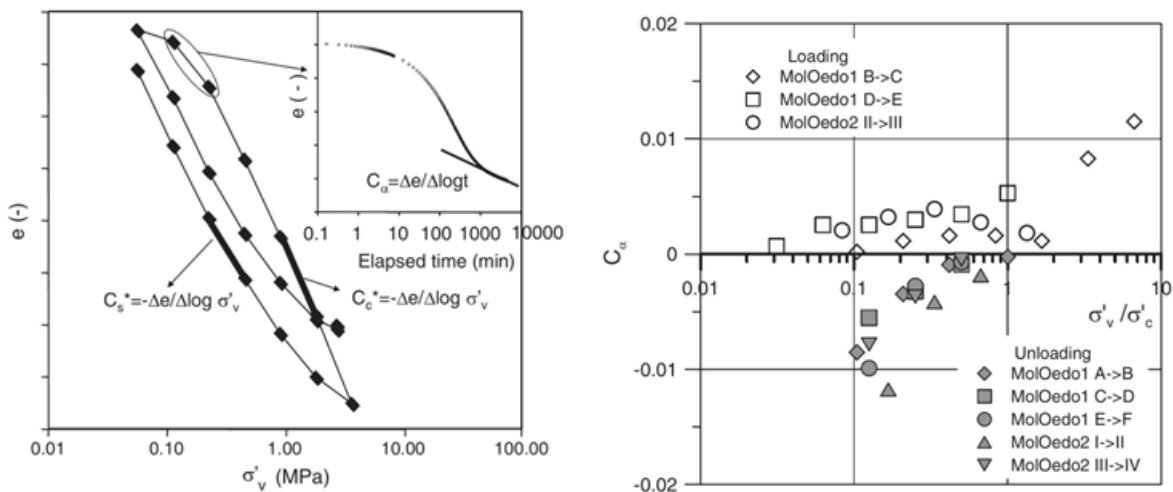 e (-)
0.01
0.10
1.00
10.00
100.00
σ'v (MPa)
Cs*=-Δe/Δlog σ'v
Cc*=-Δe/Δlog σ'v
e (-)
Cα=Δe/Δlogt
0.1
10
1000
100000
Elapsed time (min)
0.02
0.01
0
-0.01
-0.02
Cα
0.01
0.1
1
10
σ'v /σ'c
Loading
MolOedo1 B->C
MolOedo1 D->E
MolOedo2 II->III
Unloading
MolOedo1 A->B
MolOedo1 C->D
MolOedo1 E->F
MolOedo2 I->II
MolOedo2 III->IV